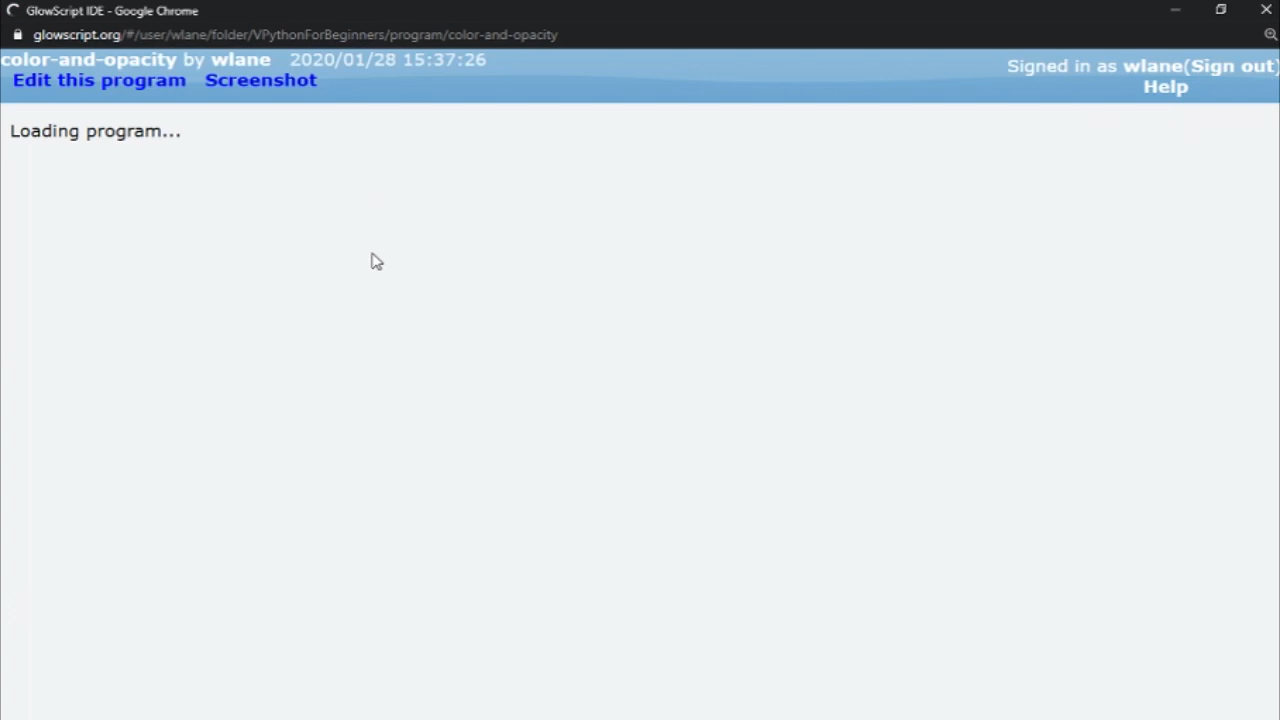 GlowScript IDE - Google Chrome
glowscript.org/#/user/wlane/folder/VPythonForBeginners/program/color-and-opacity
color-and-opacity by wlane 2020/01/28 15:37:26
Signed in as wlane(Sign out)
Edit this program Screenshot
Help
Loading program...